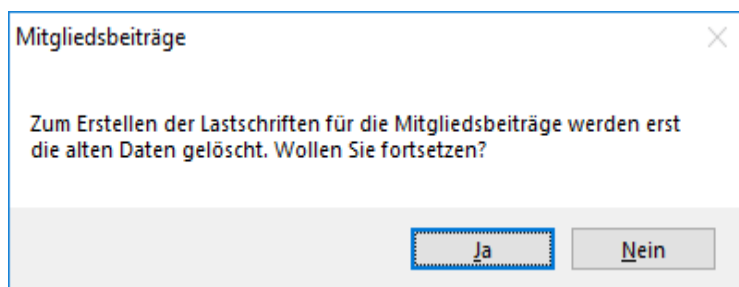 Mitgliedsbeiträge
Zum Erstellen der Lastschriften für die Mitgliedsbeiträge werden erst
die alten Daten gelöscht. Wollen Sie fortsetzen?
Ja
Nein